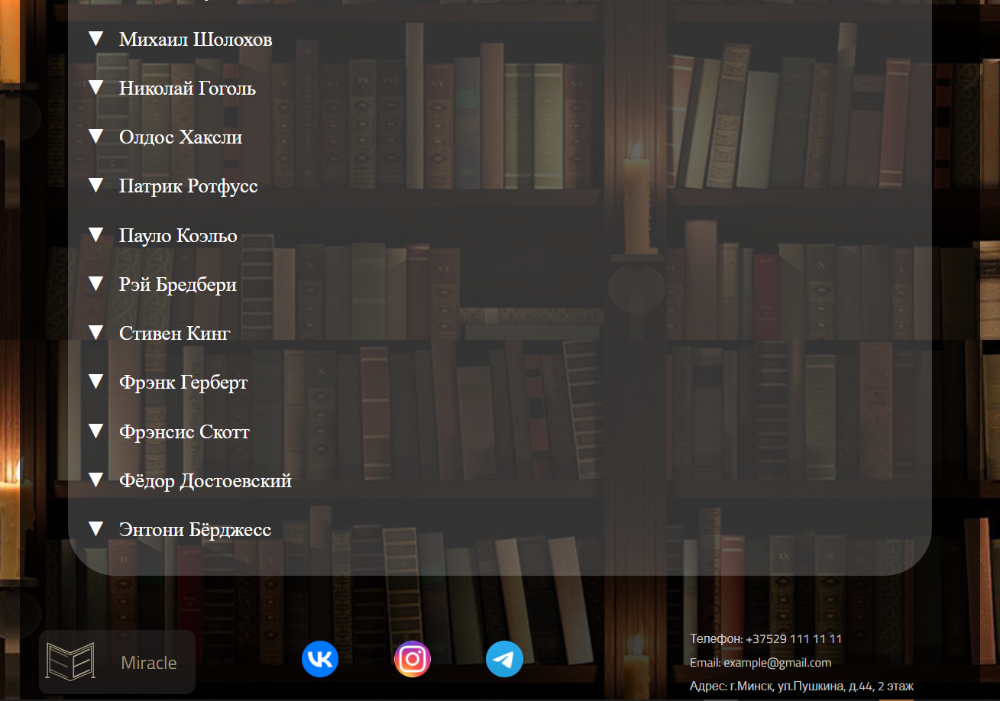 Михаил Шолохов
Николай Гоголь
Олдос Хаксли
Патрик Ротфусс
Пауло Коэльо
Рэй Бредбери
Стивен Кинг
Фрэнк Герберт
Фрэнсис Скотт
Фёдор Достоевский
Энтони Бёрджесс
Miracle
Телефон: +37529 111 11 11
Email: example@gmail.com
Адрес: г.Минск, ул.Пушкина, д.44, 2 этаж